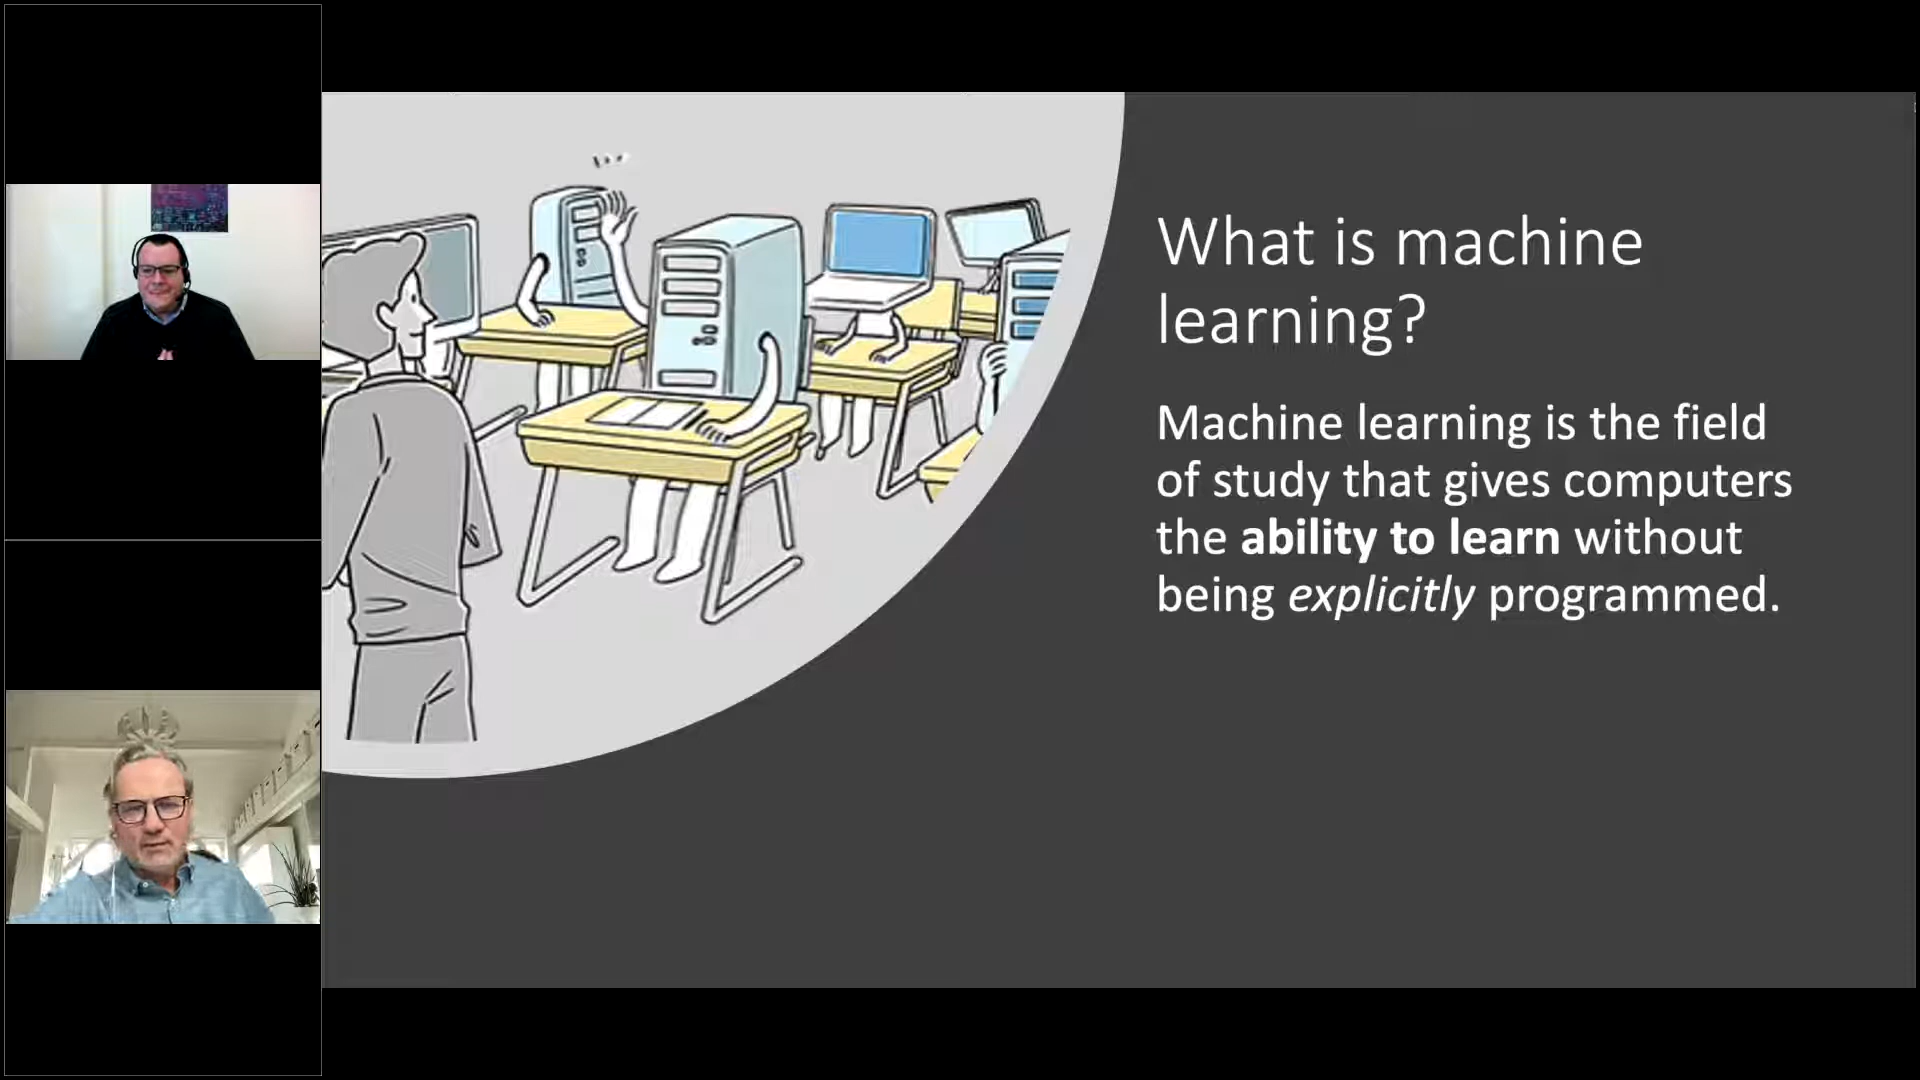 What is machine
learning?
Machine learning is the field
of study that gives computers
the ability to learn without
being explicitly programmed.